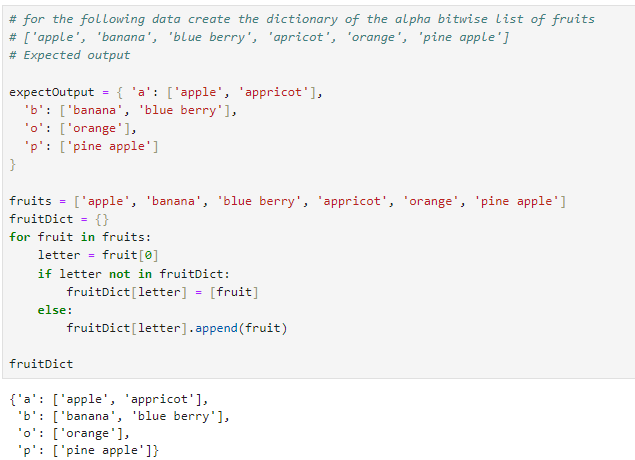 # for the following data create the dictionary of the alpha bitwise list of fruits
# ['apple', 'banana', 'blue berry', 'apricot', 'orange', 'pine apple']
# Expected output
expectOutput = { 'a': ['apple', 'appricot'],
'b': ['banana', 'blue berry'],
'o': ['orange'],
'p': ['pine apple']
}
fruits = ['apple', 'banana', 'blue berry', 'appricot', 'orange', 'pine apple']
fruitDict = {}
for fruit in fruits:
letter = fruit[0]
if letter not in fruitDict:
fruitDict[letter] = [fruit]
else:
fruitDict[letter].append(fruit)
fruitDict
{'a': ['apple', 'appricot'],
'b': ['banana', 'blue berry'],
'o': ['orange'],
'p': ['pine apple']}